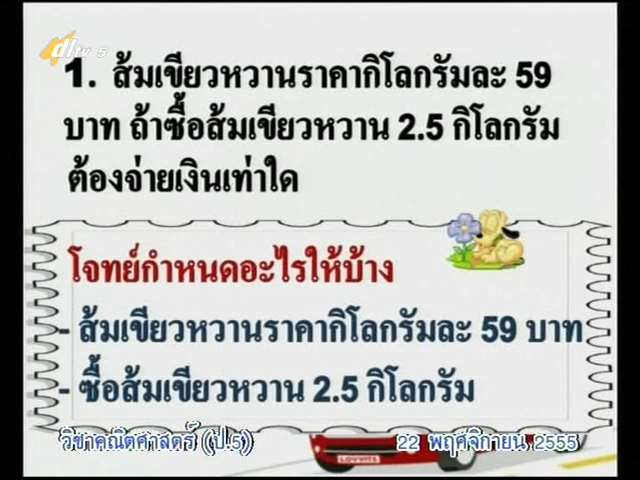 dltv 5
1. ส้มเขียวหวานราคากิโลกรัมละ 59
บาท ถ้าซื้อส้มเขียวหวาน 2.5 กิโลกรัม
ต้องจ่ายเงินเท่าใด
โจทย์กำหนดอะไรให้บ้าง
- ส้มเขียวหวานราคากิโลกรัมละ 59 บาท
- ซื้อส้มเขียวหวาน 2.5 กิโลกรัม
วิชาคณิตศาสตร์ (ป.5) 22 พฤศจิกายน 2555